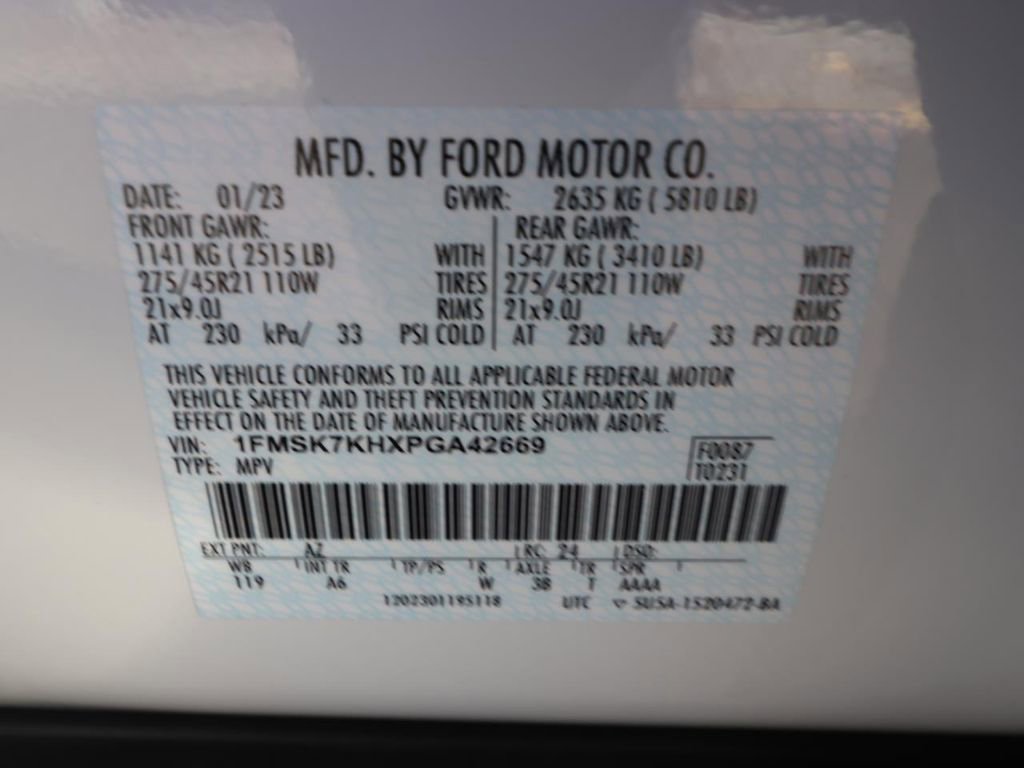 MFD. BY FORD MOTOR CO.
DATE: 01/23 GVWR: 2635 KG ( 5810 LB)
FRONT GAWR: REAR GAWR:
1141 KG ( 2515 LB) WITH 1547 KG ( 3410 LB) WITH
275/45R21 110W TIRES 275/45R21 110W TIRES
21x9.0J RIMS 21x9.0J RIMS
AT 230 kPa/ 33 PSI COLD AT 230 kPa/ 33 PSI COLD
THIS VEHICLE CONFORMS TO ALL APPLICABLE FEDERAL MOTOR
VEHICLE SAFETY AND THEFT PREVENTION STANDARDS IN
EFFECT ON THE DATE OF MANUFACTURE SHOWN ABOVE.
VIN: 1FMSK7KHXPGA42669 F0087
TYPE: MPV T0231
EXT PNT: AZ RC: 24 DSO:
WB INT TR TP/PS R AXLE TR SPR
119 A6 W 3B T AAAA
1202301195118 UTC SU5A-1520472-BA